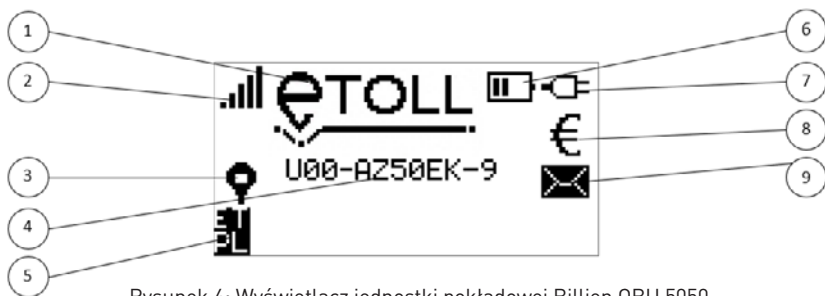 1
6
2
eTOLL
7
€
8
3
U00-AZ50EK-9
9
4
PL
5
Rysunek 4: Wyświetlacz jednostki pokładowej Billion OBU 5050